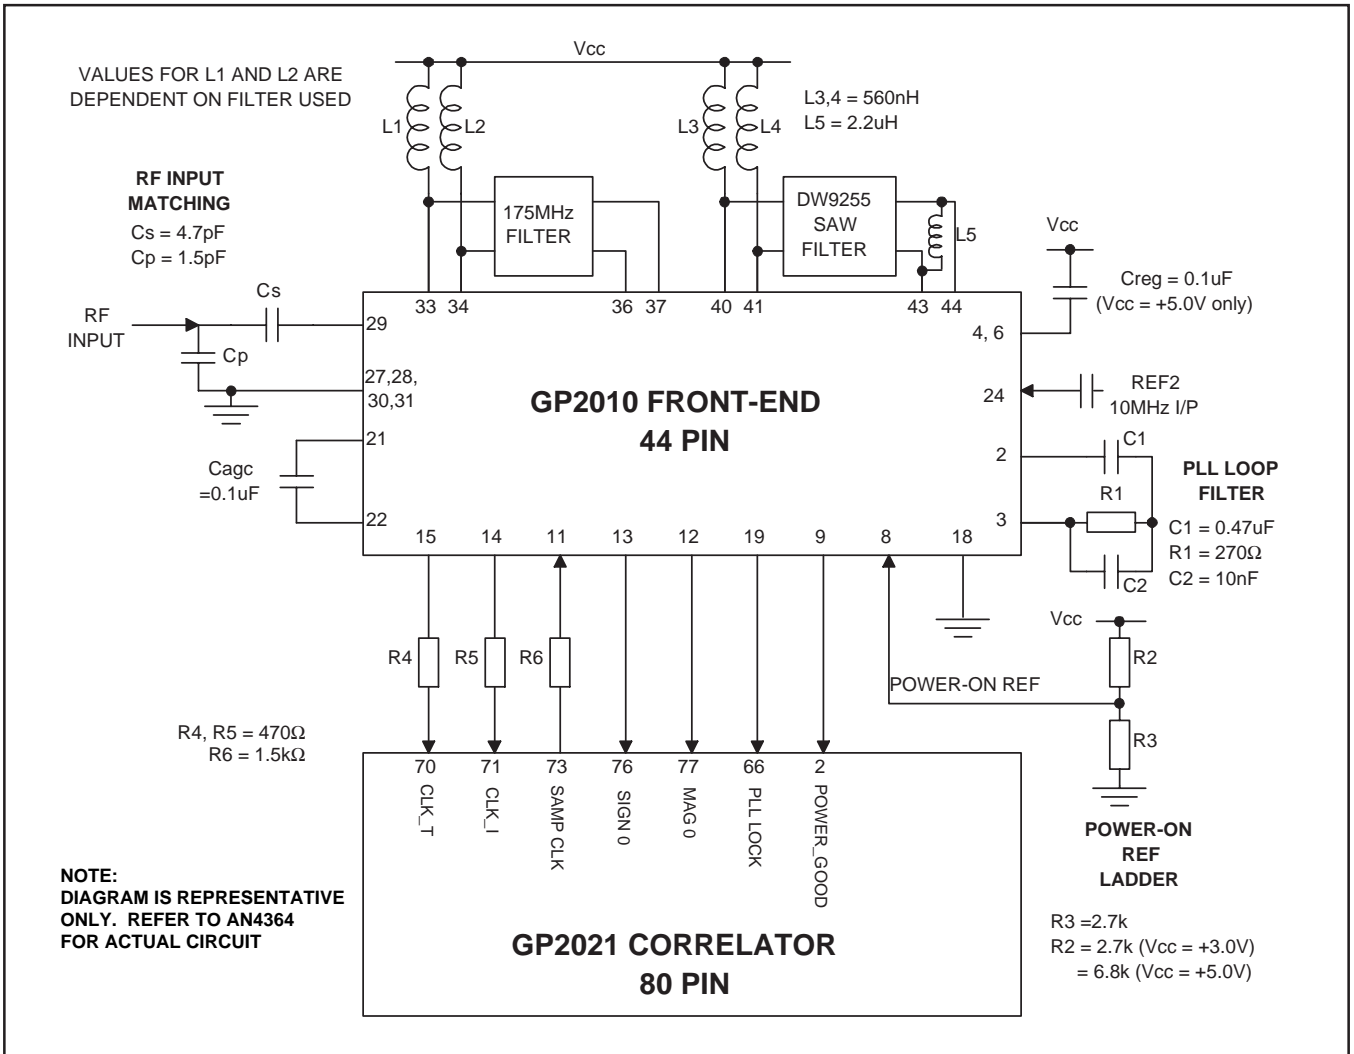 Vcc
VALUES FOR L1 AND L2 ARE
DEPENDENT ON FILTER USED
L1
L2
L3
L4
L3,4 = 560nH
L5 = 2.2uH
RF INPUT
MATCHING
Cs = 4.7pF
Cp = 1.5pF
175MHz
FILTER
DW9255
SAW
FILTER
L5
Vcc
Creg = 0.1uF
(Vcc = +5.0V only)
Cs
RF
INPUT
Cp
33
34
36
37
40
41
43
44
29
4, 6
27,28,
30,31
24
REF2
10MHz I/P
GP2010 FRONT-END
44 PIN
21
22
Cagc
=0.1uF
2
3
C1
R1
C2
PLL LOOP
FILTER
C1 = 0.47uF
R1 = 270Ω
C2 = 10nF
15
14
11
13
12
19
9
8
18
R4
R5
R6
Vcc
R2
R3
POWER-ON REF
R4, R5 = 470Ω
R6 = 1.5kΩ
70
71
73
76
77
66
2
CLK_T
CLK_I
SAMP CLK
SIGN 0
MAG 0
PLL LOCK
POWER_GOOD
POWER-ON
REF
LADDER
R3 =2.7k
R2 = 2.7k (Vcc = +3.0V)
= 6.8k (Vcc = +5.0V)
NOTE:
DIAGRAM IS REPRESENTATIVE
ONLY. REFER TO AN4364
FOR ACTUAL CIRCUIT
GP2021 CORRELATOR
80 PIN